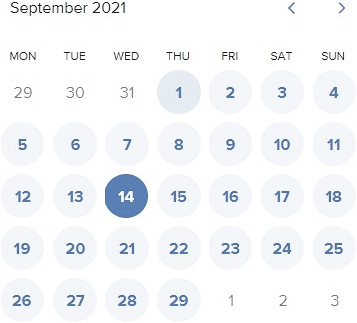 September 2021
MON TUE WED THU FRI SAT SUN
29 30 31 1 2 3 4
5 6 7 8 9 10 11
12 13 14 15 16 17 18
19 20 21 22 23 24 25
26 27 28 29 1 2 3